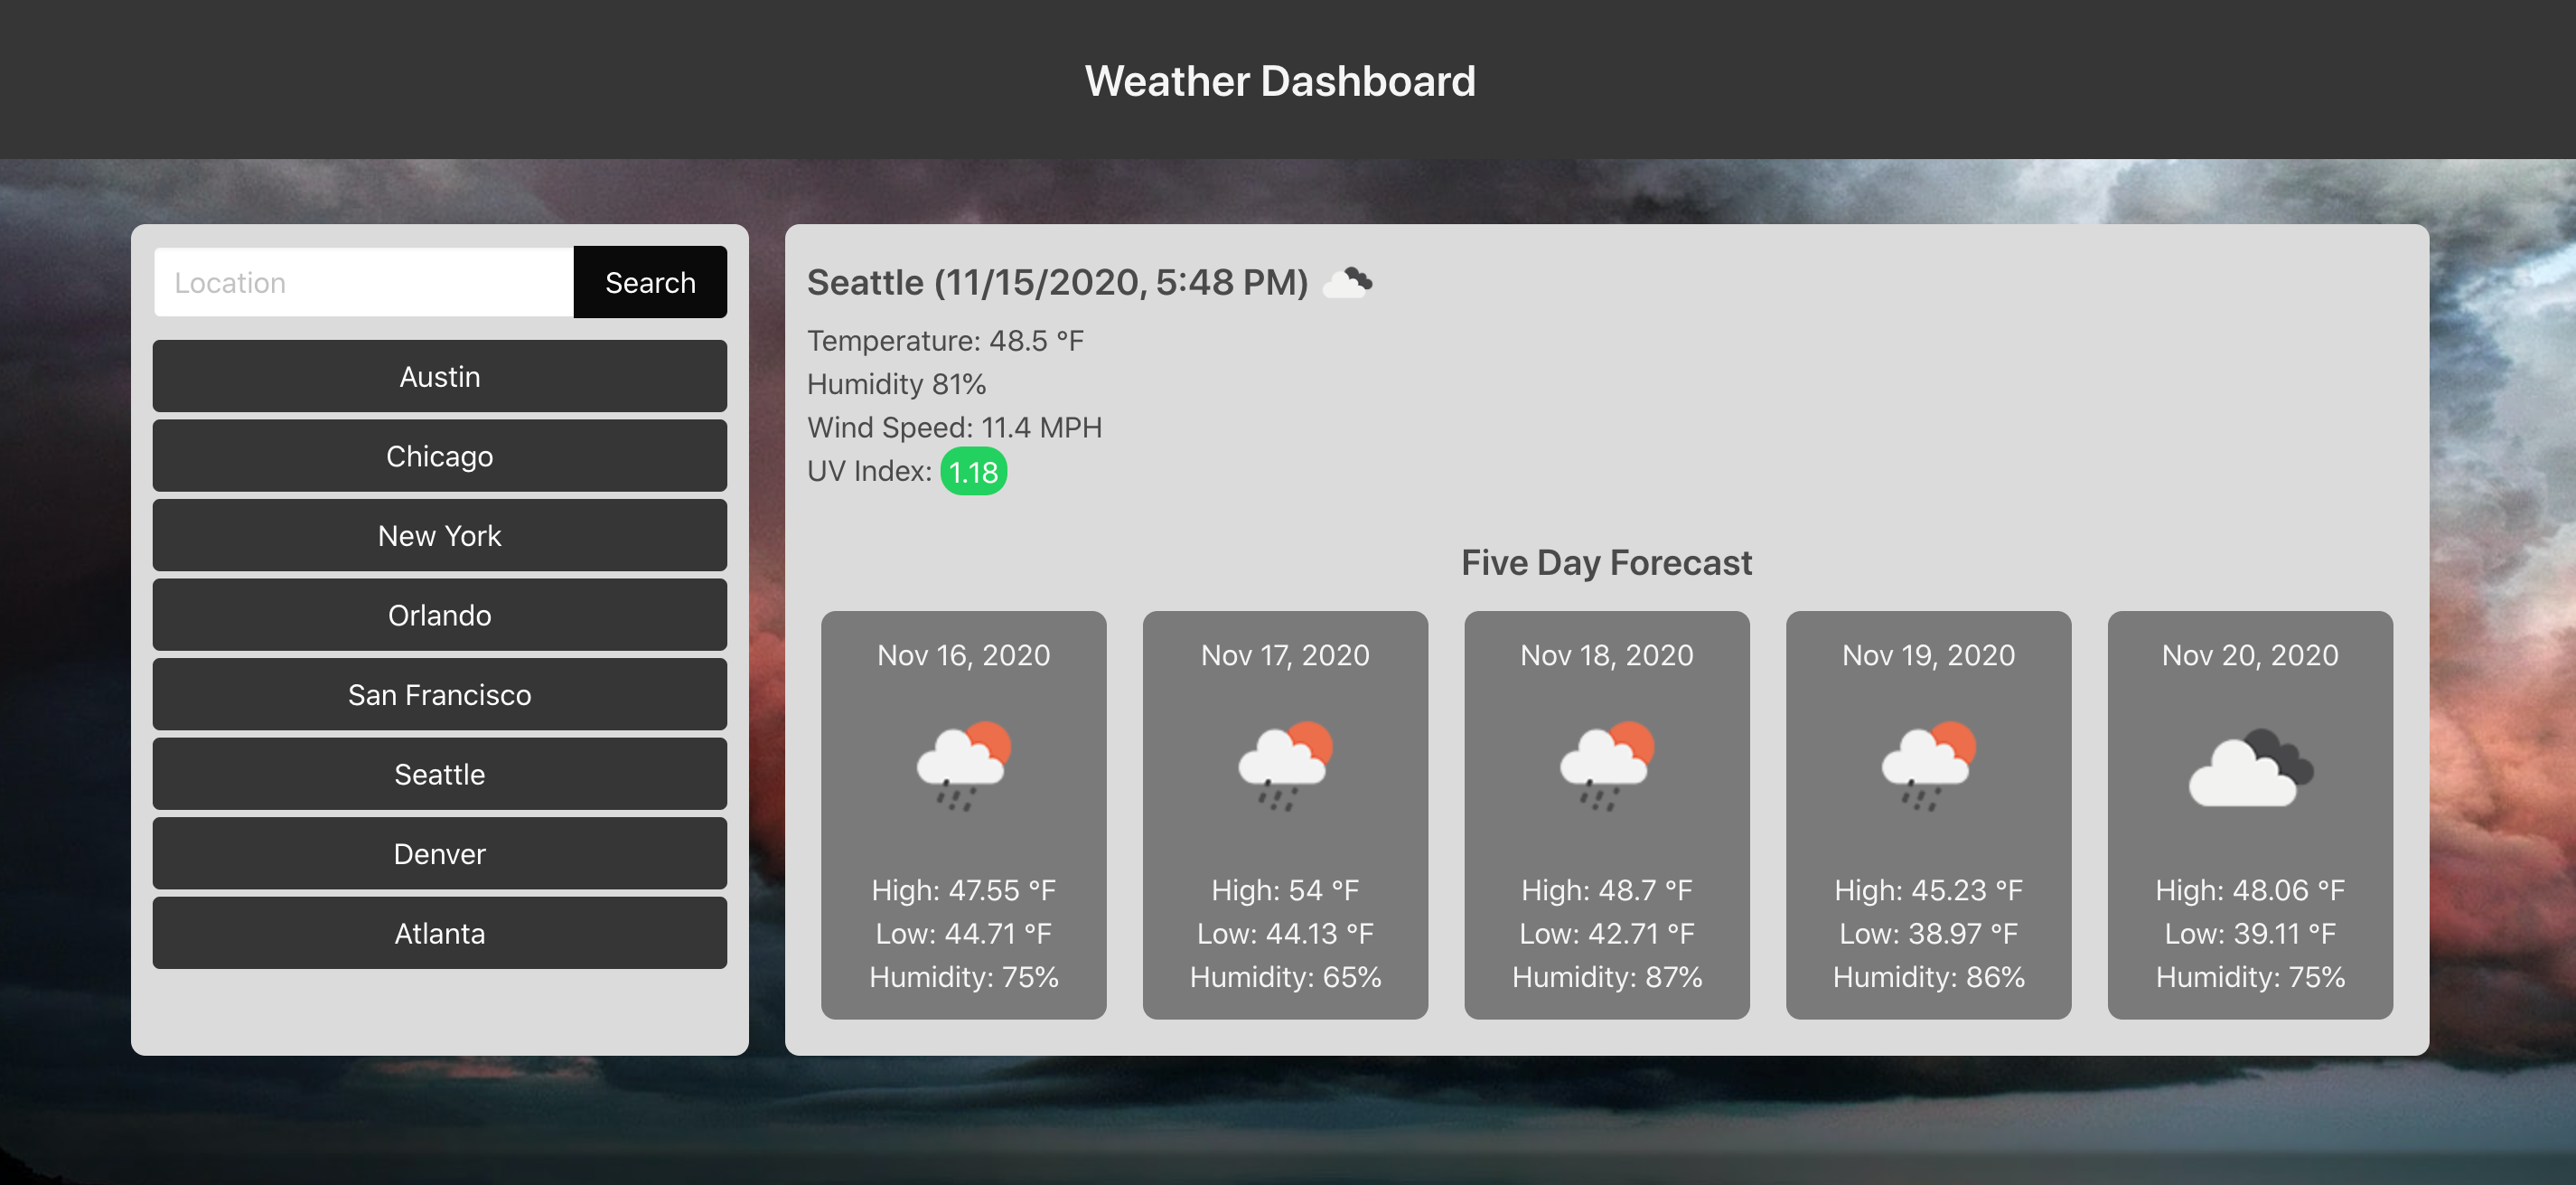 Weather Dashboard
Location
Search
Austin
Chicago
New York
Orlando
San Francisco
Seattle
Denver
Atlanta
Seattle (11/15/2020, 5:48 PM)
Temperature: 48.5 °F
Humidity 81%
Wind Speed: 11.4 MPH
UV Index: 1.18
Five Day Forecast
Nov 16, 2020
High: 47.55 °F
Low: 44.71 °F
Humidity: 75%
Nov 17, 2020
High: 54 °F
Low: 44.13 °F
Humidity: 65%
Nov 18, 2020
High: 48.7 °F
Low: 42.71 °F
Humidity: 87%
Nov 19, 2020
High: 45.23 °F
Low: 38.97 °F
Humidity: 86%
Nov 20, 2020
High: 48.06 °F
Low: 39.11 °F
Humidity: 75%